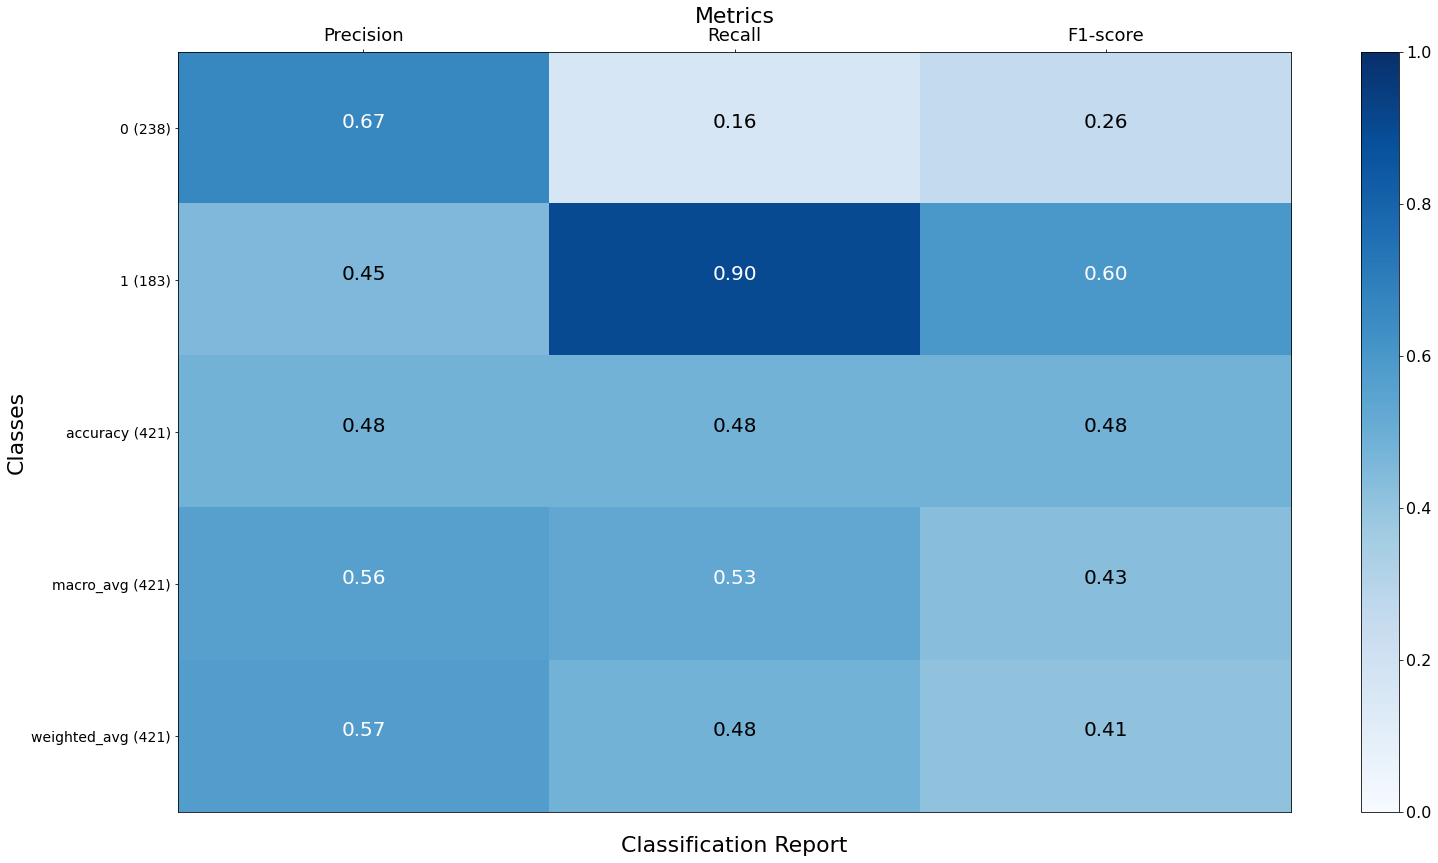 Metrics
Precision Recall F1-score
0 (238) 0.67 0.16 0.26
1 (183) 0.45 0.90 0.60
accuracy (421) 0.48 0.48 0.48
macro_avg (421) 0.56 0.53 0.43
weighted_avg (421) 0.57 0.48 0.41
Classes
Classification Report
1.0
0.8
0.6
0.4
0.2
0.0